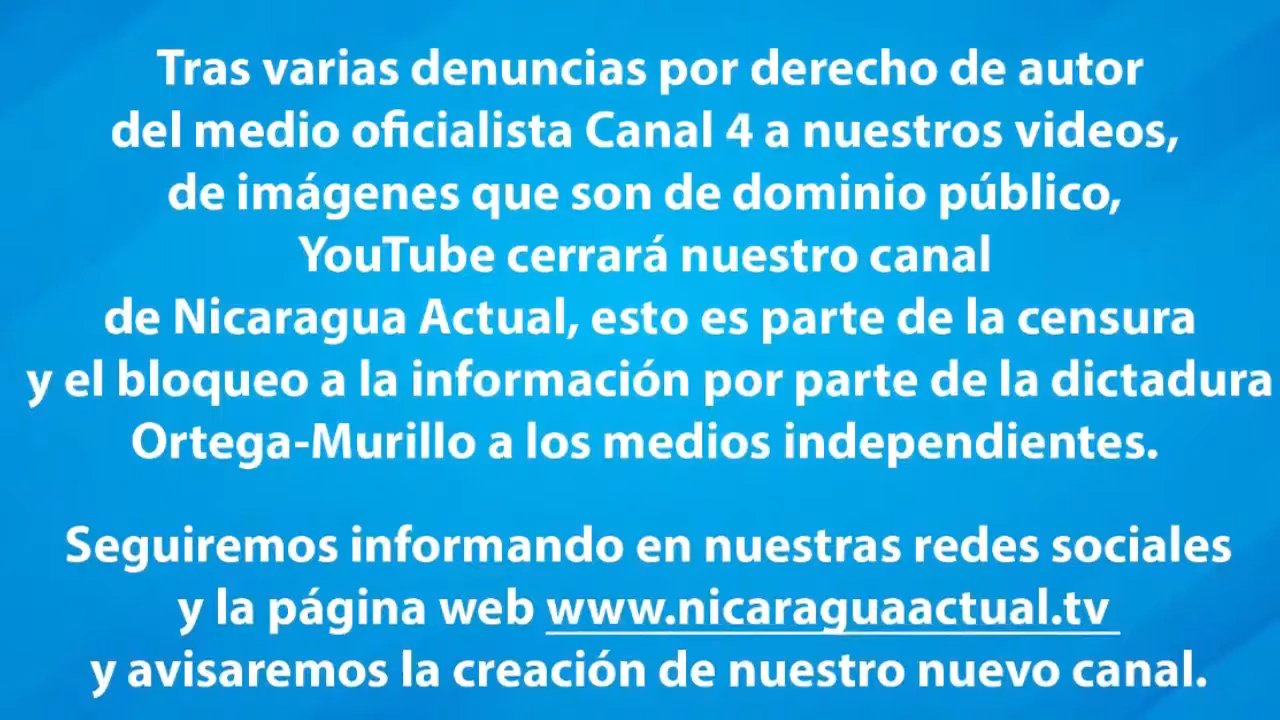 Tras varias denuncias por derecho de autor
del medio oficialista Canal 4 a nuestros videos,
de imágenes que son de dominio público,
YouTube cerrará nuestro canal
de Nicaragua Actual, esto es parte de la censura
y el bloqueo a la información por parte de la dictadura
Ortega-Murillo a los medios independientes.
Seguiremos informando en nuestras redes sociales
y la página web www.nicaraguaactual.tv
y avisaremos la creación de nuestro nuevo canal.